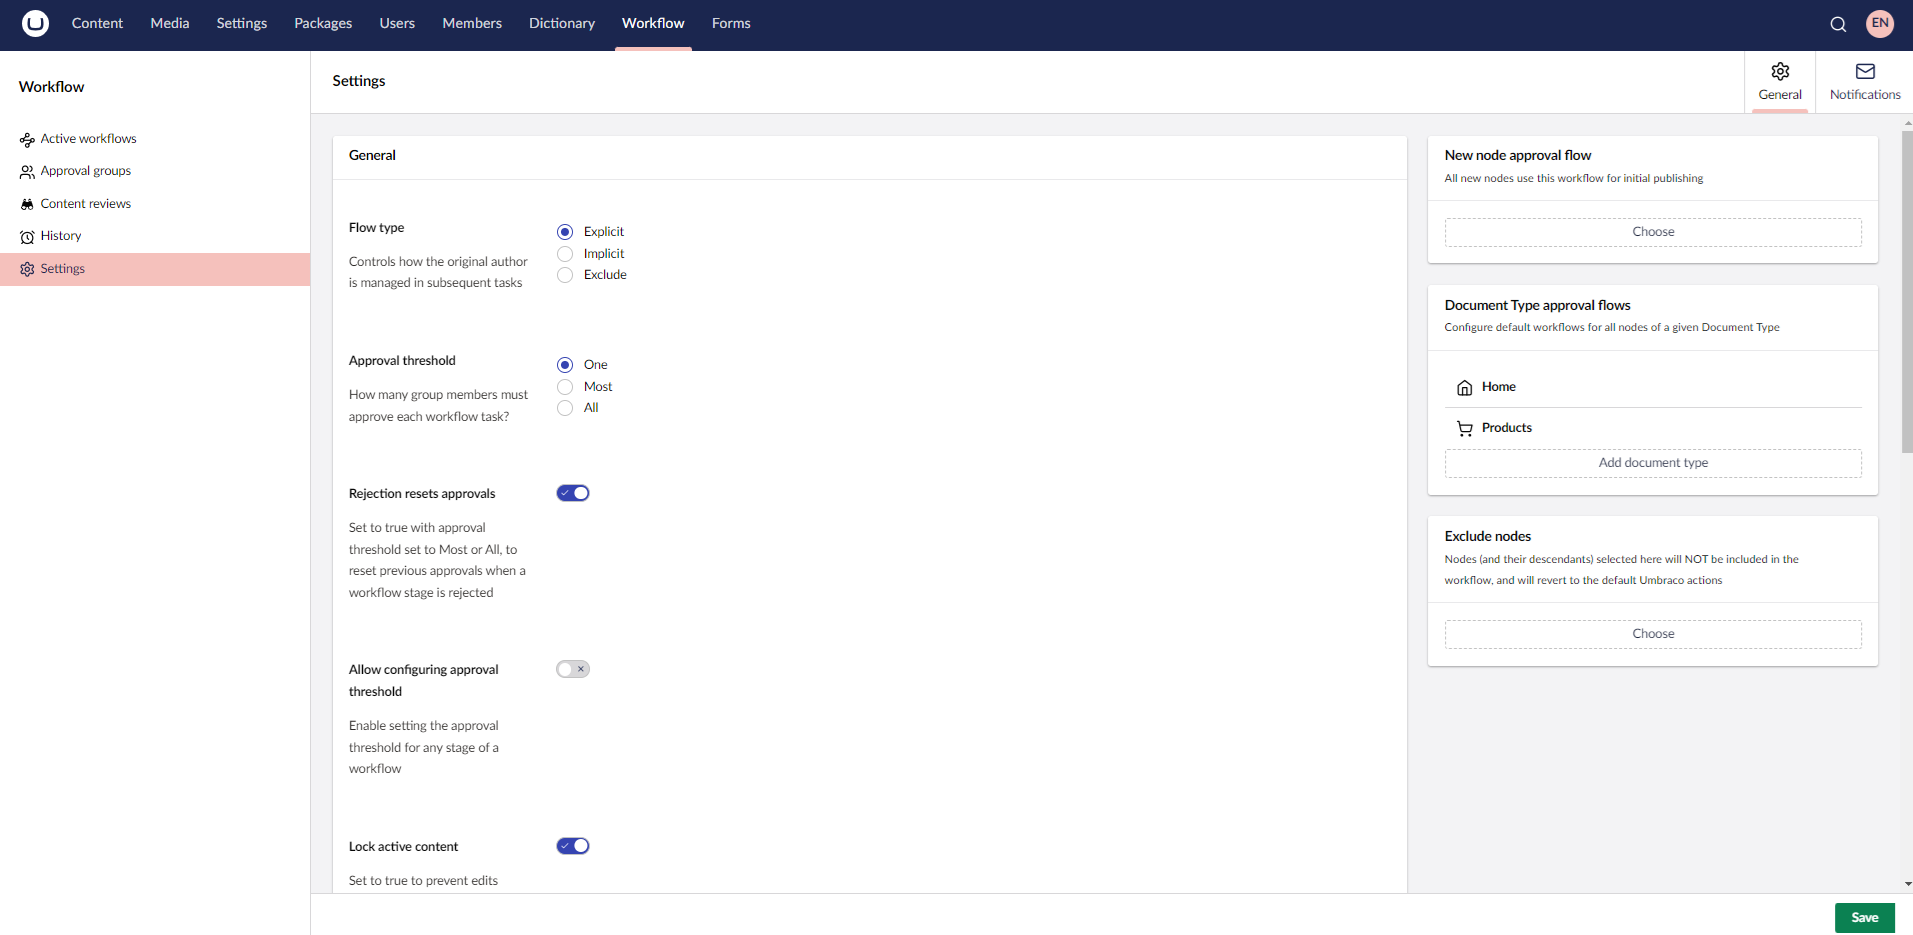 Content Media Settings Packages Users Members Dictionary Workflow Forms EN
Workflow
Active workflows
Approval groups
Content reviews
History
Settings
Settings
General
Notifications
General
Flow type
Controls how the original author
is managed in subsequent tasks
Explicit
Implicit
Exclude
Approval threshold
How many group members must
approve each workflow task?
One
Most
All
Rejection resets approvals
Set to true with approval
threshold set to Most or All, to
reset previous approvals when a
workflow stage is rejected
Allow configuring approval
threshold
Enable setting the approval
threshold for any stage of a
workflow
Lock active content
Set to true to prevent edits
New node approval flow
All new nodes use this workflow for initial publishing
Choose
Document Type approval flows
Configure default workflows for all nodes of a given Document Type
Home
Products
Add document type
Exclude nodes
Nodes (and their descendants) selected here will NOT be included in the
workflow, and will revert to the default Umbraco actions
Choose
Save